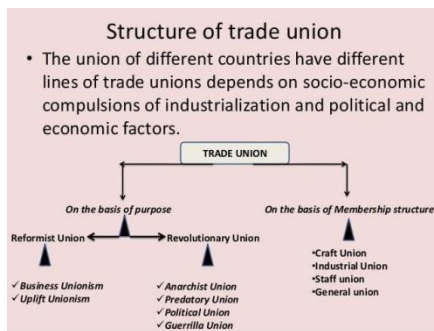 Structure of trade union
• The union of different countries have different
lines of trade unions depends on socio-economic
compulsions of industrialization and political and
economic factors.
TRADE UNION
On the basis of purpose
On the basis of Membership structure
Reformist Union
Revolutionary Union
✓ Business Unionism
✓ Uplift Unionism
✓ Anarchist Union
✓ Predatory Union
✓ Political Union
✓ Guerrilla Union
•Craft Union
•Industrial Union
•Staff union
•General union